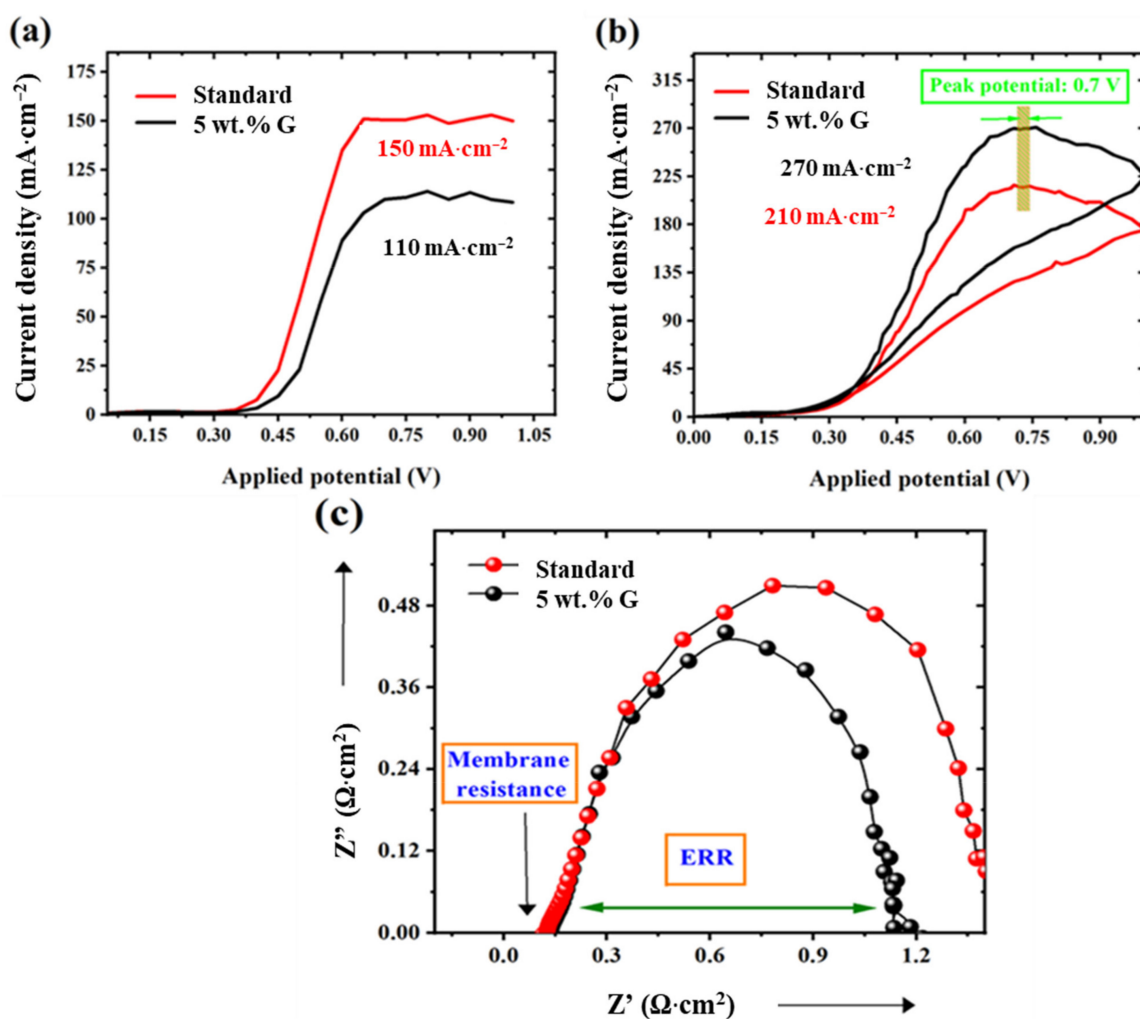 (a)
Current density (mA·cm⁻²)
175
150
125
100
75
50
25
0
Standard
5 wt.% G
150 mA·cm⁻²
110 mA·cm⁻²
0.15 0.30 0.45 0.60 0.75 0.90 1.05
Applied potential (V)
(b)
Current density (mA·cm⁻²)
315
270
225
180
135
90
45
0
Standard
5 wt.% G
Peak potential: 0.7 V
270 mA·cm⁻²
210 mA·cm⁻²
0.00 0.15 0.30 0.45 0.60 0.75 0.90
Applied potential (V)
(c)
Z” (Ω·cm²)
0.48
0.36
0.24
0.12
0.00
Standard
5 wt.% G
Membrane
resistance
ERR
0.0 0.3 0.6 0.9 1.2
Z’ (Ω·cm²)